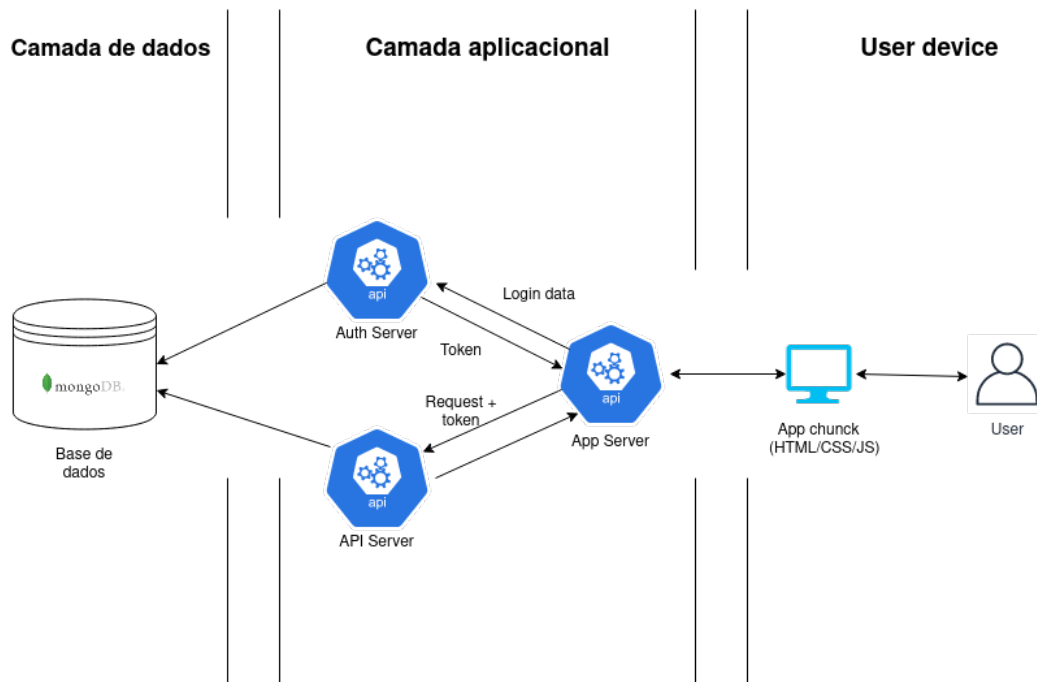 Camada de dados
Camada aplicacional
User device
api
Auth Server
Login data
Token
mongoDB.
Base de
dados
Request +
token
api
App Server
App chunck
(HTML/CSS/JS)
User
api
API Server